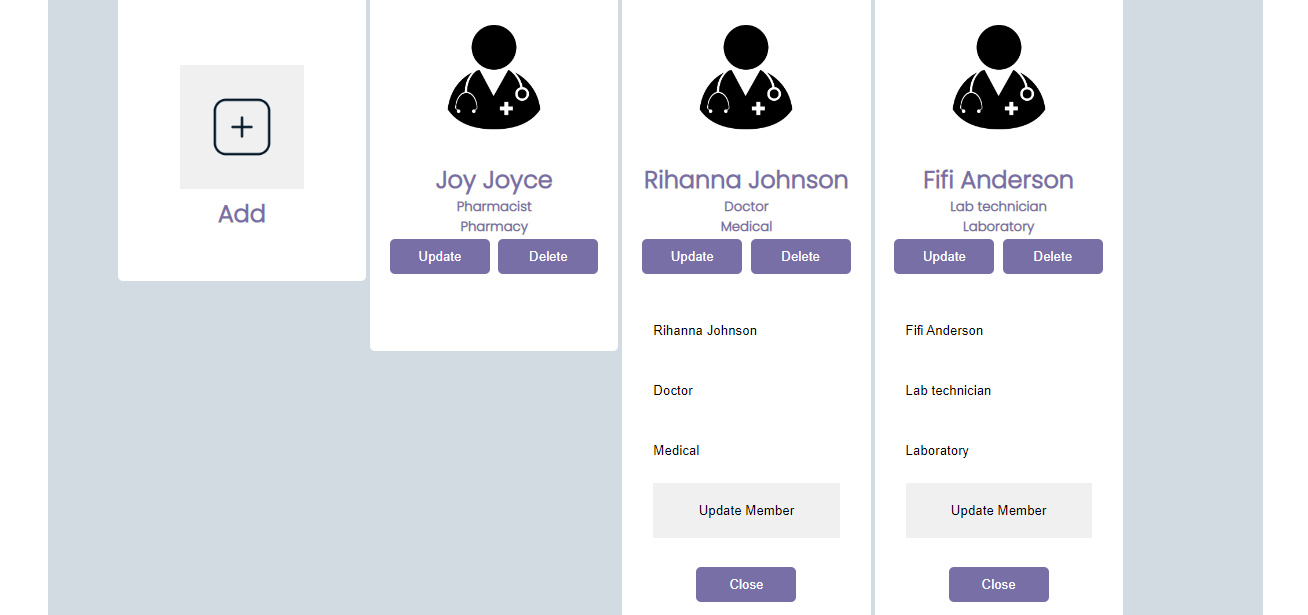 Add
Joy Joyce
Pharmacist
Pharmacy
Update
Delete
Rihanna Johnson
Doctor
Medical
Update
Delete
Rihanna Johnson
Doctor
Medical
Update Member
Close
Fifi Anderson
Lab technician
Laboratory
Update
Delete
Fifi Anderson
Lab technician
Laboratory
Update Member
Close